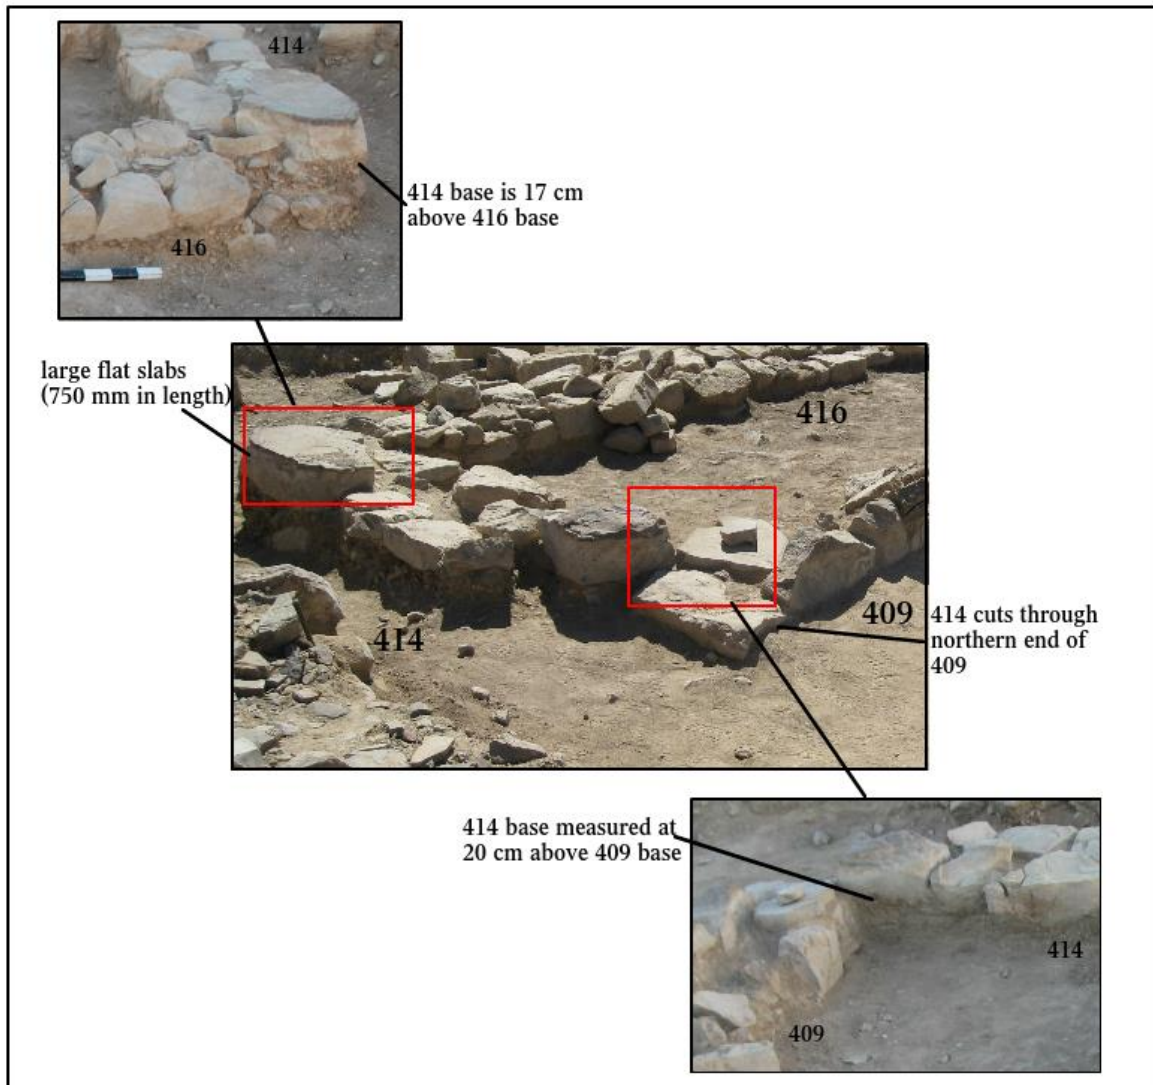 414
416
414 base is 17 cm
above 416 base
large flat slabs
(750 mm in length)
416
409
414
414 cuts through
northern end of
409
414 base measured at
20 cm above 409 base
414
409